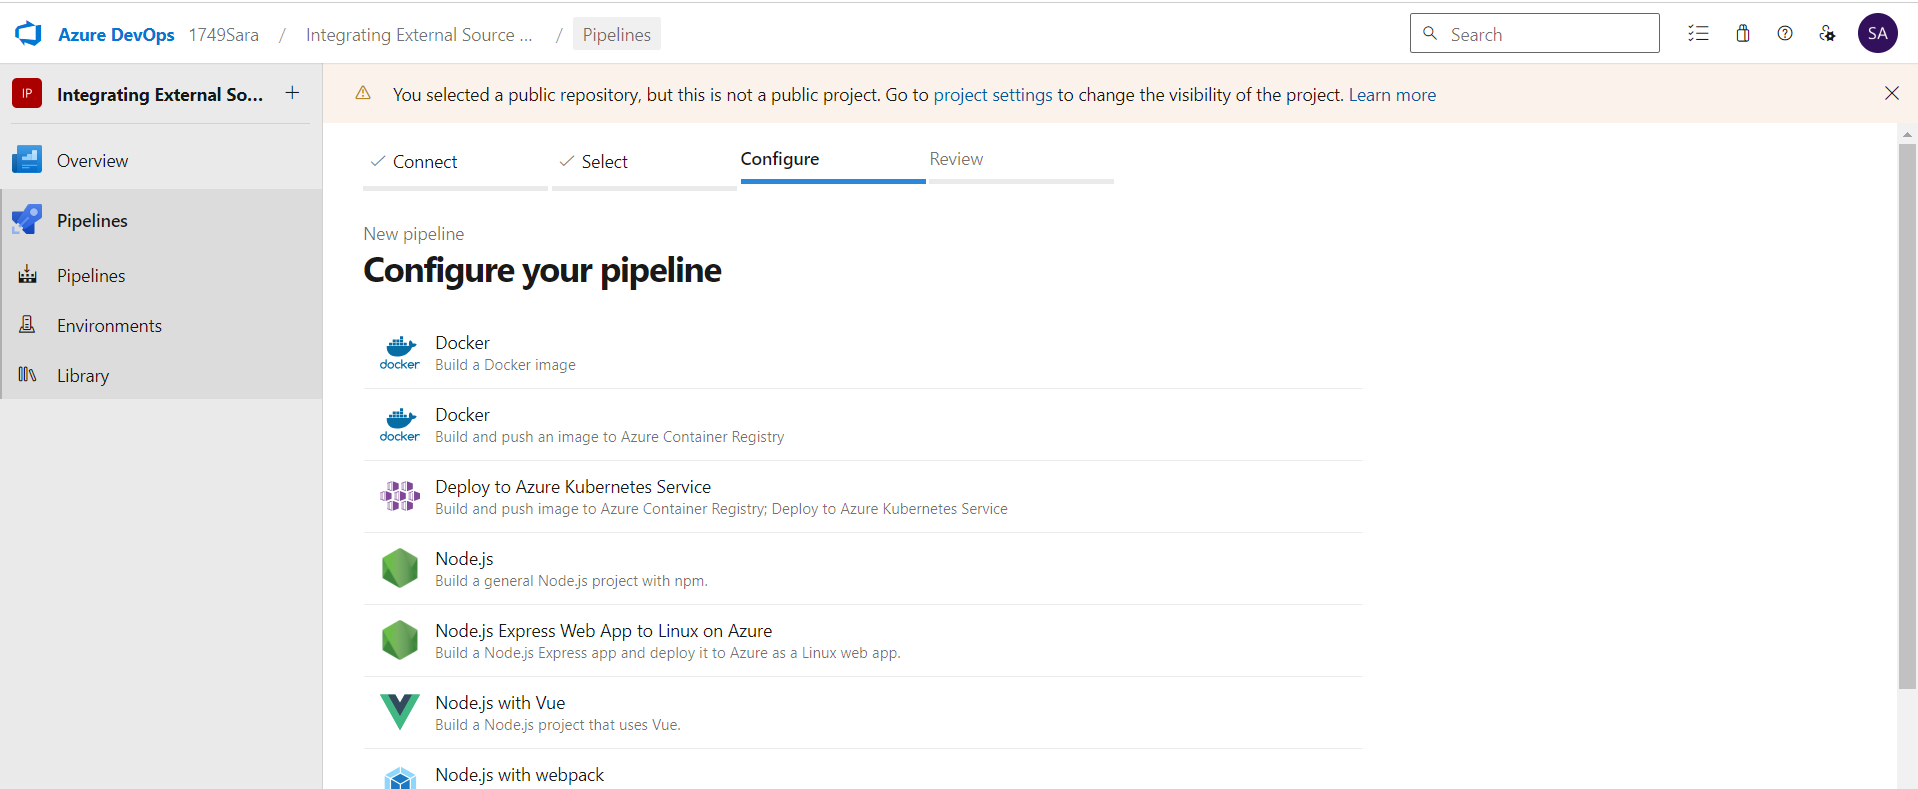 Azure DevOps 1749Sara / Integrating External Source ... / Pipelines Search SA
IP Integrating External So... +
You selected a public repository, but this is not a public project. Go to project settings to change the visibility of the project. Learn more
Overview
Pipelines
Pipelines
Environments
Library
Connect Select Configure Review
New pipeline
Configure your pipeline
docker
Docker
Build a Docker image
docker
Docker
Build and push an image to Azure Container Registry
Deploy to Azure Kubernetes Service
Build and push image to Azure Container Registry; Deploy to Azure Kubernetes Service
Node.js
Build a general Node.js project with npm.
Node.js Express Web App to Linux on Azure
Build a Node.js Express app and deploy it to Azure as a Linux web app.
Node.js with Vue
Build a Node.js project that uses Vue.
Node.js with webpack